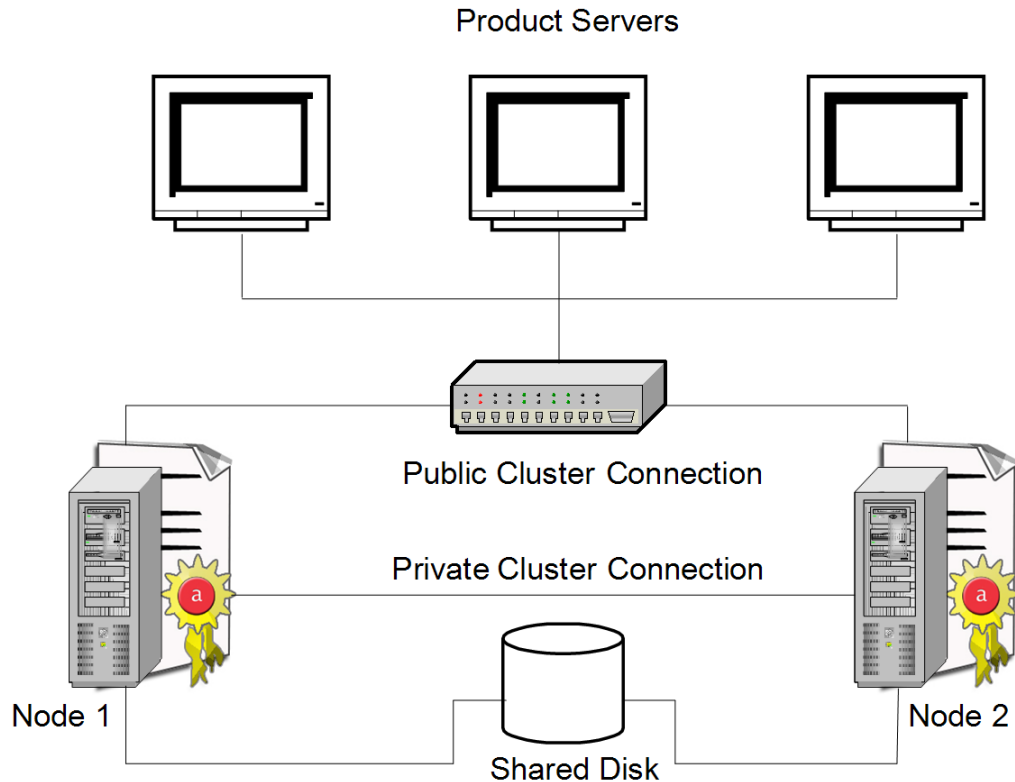 Product Servers
Public Cluster Connection
Private Cluster Connection
a
a
Node 1
Node 2
Shared Disk